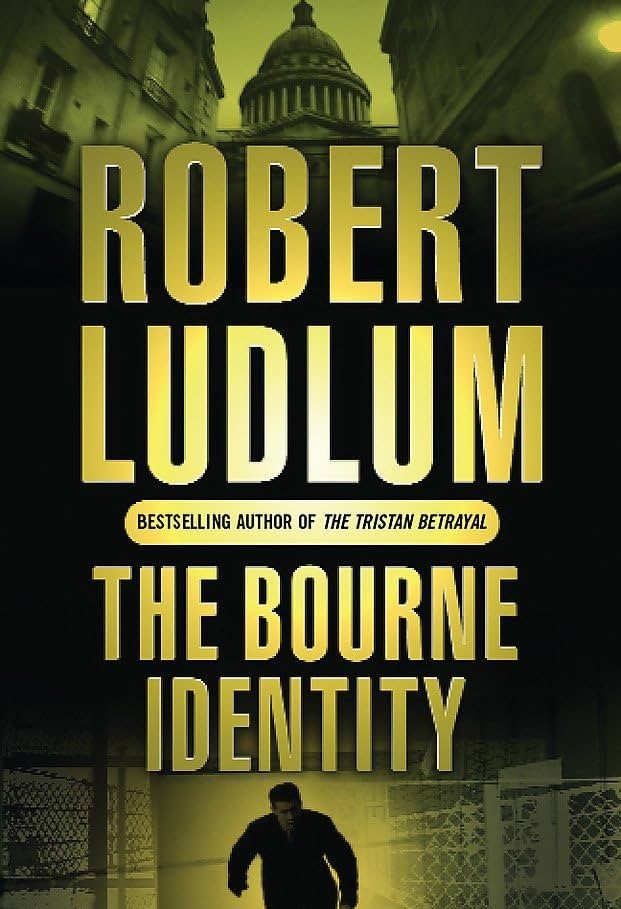 ROBERT
LUDLUM
BESTSELLING AUTHOR OF THE TRISTAN BETRAYAL
THE BOURNE
IDENTITY